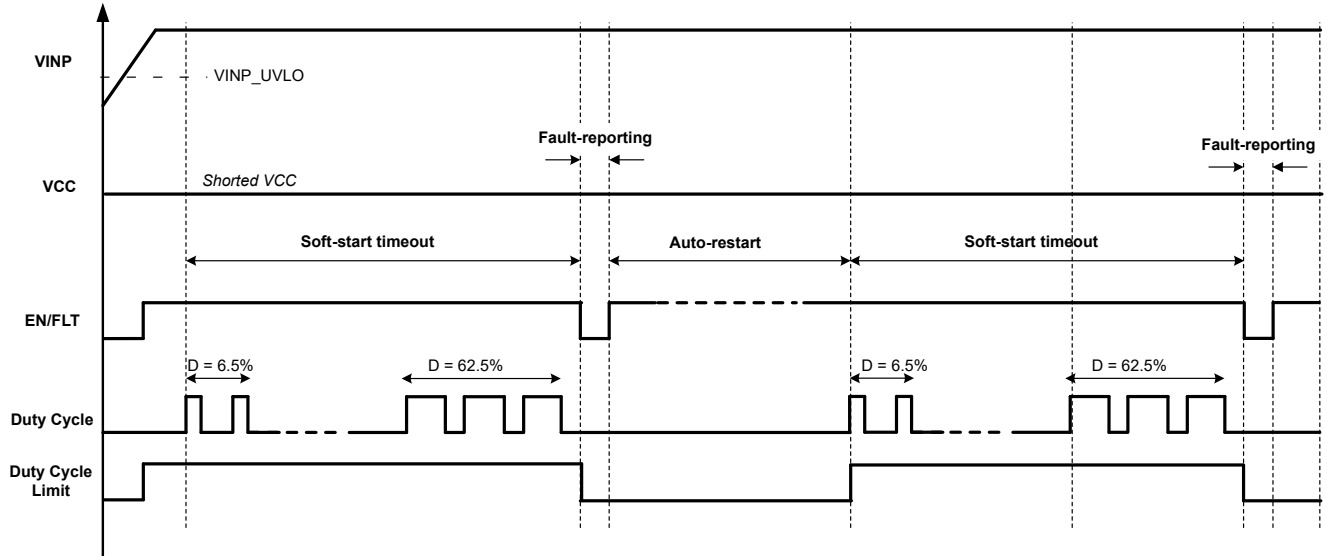 VINP
VINP_UVLO
Fault-reporting
Fault-reporting
VCC
Shorted VCC
Soft-start timeout
Auto-restart
Soft-start timeout
EN/FLT
D = 6.5%
D = 62.5%
D = 6.5%
D = 62.5%
Duty Cycle
Duty Cycle
Limit